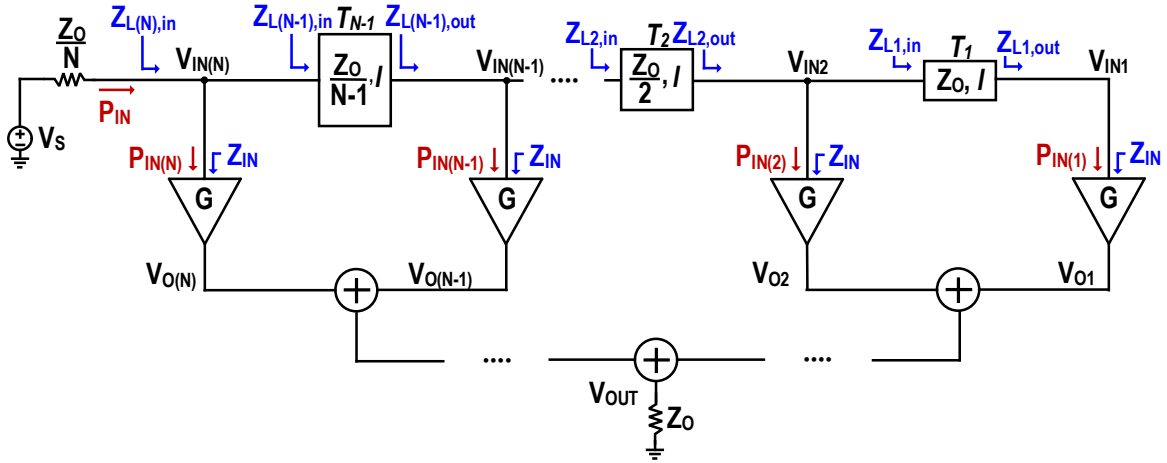 Z_L(N),in
Z_L(N-1),in
T_N-1
Z_L(N-1),out
Z_L2,in
T_2
Z_L2,out
Z_L1,in
T_1
Z_L1,out
Z_O
N
V_IN(N)
Z_O
N-1
, l
V_IN(N-1)
....
Z_O
2
, l
V_IN2
Z_O, l
V_IN1
P_IN
V_S
+
−
P_IN(N)
Z_IN
P_IN(N-1)
Z_IN
P_IN(2)
Z_IN
P_IN(1)
Z_IN
G
G
G
G
V_O(N)
+
V_O(N-1)
V_O2
+
V_O1
....
+
....
V_OUT
Z_O